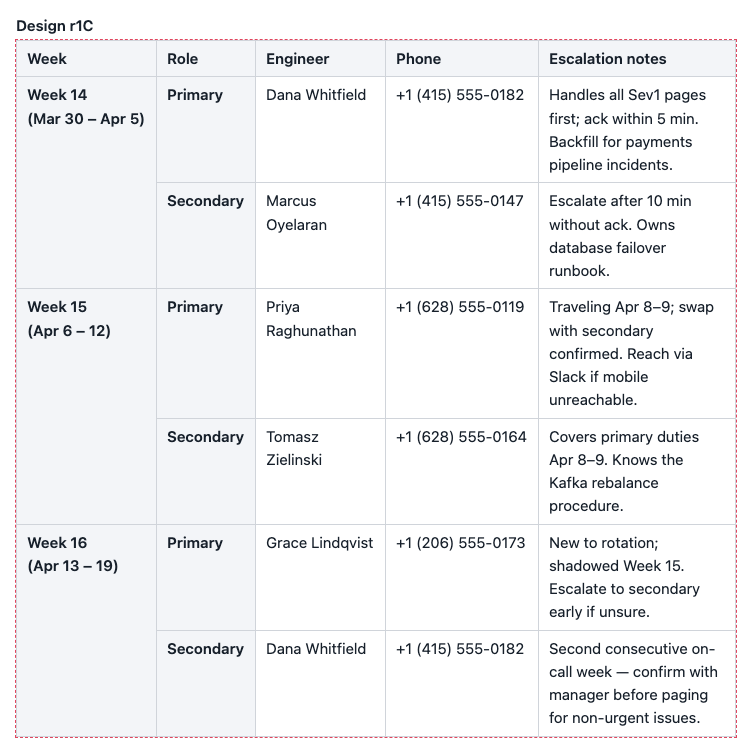 Design r1C
Week Role Engineer Phone Escalation notes
Week 14
(Mar 30 – Apr 5)
Primary
Dana Whitfield
+1 (415) 555-0182
Handles all Sev1 pages
first; ack within 5 min.
Backfill for payments
pipeline incidents.
Secondary
Marcus
Oyelaran
+1 (415) 555-0147
Escalate after 10 min
without ack. Owns
database failover
runbook.
Week 15
(Apr 6 – 12)
Primary
Priya
Raghunathan
+1 (628) 555-0119
Traveling Apr 8–9; swap
with secondary
confirmed. Reach via
Slack if mobile
unreachable.
Secondary
Tomasz
Zielinski
+1 (628) 555-0164
Covers primary duties
Apr 8–9. Knows the
Kafka rebalance
procedure.
Week 16
(Apr 13 – 19)
Primary
Grace Lindqvist
+1 (206) 555-0173
New to rotation;
shadowed Week 15.
Escalate to secondary
early if unsure.
Secondary
Dana Whitfield
+1 (415) 555-0182
Second consecutive on-
call week — confirm with
manager before paging
for non-urgent issues.